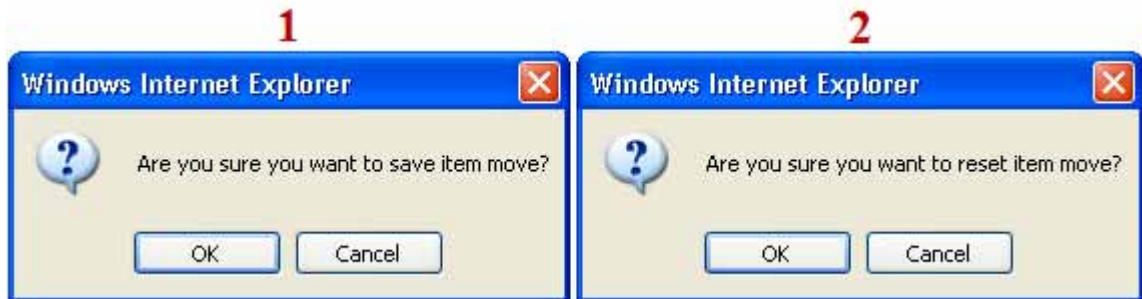 1
Windows Internet Explorer
?
Are you sure you want to save item move?
OK Cancel
2
Windows Internet Explorer
?
Are you sure you want to reset item move?
OK Cancel